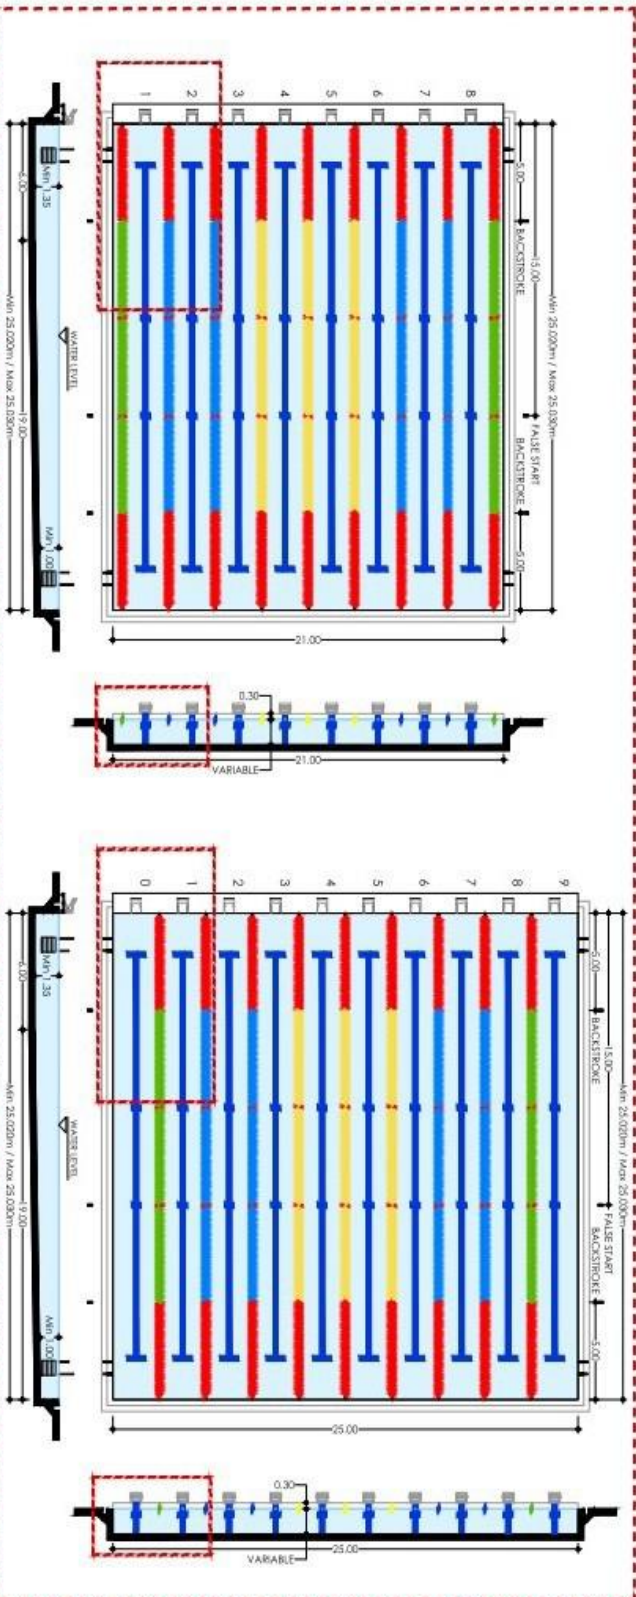 1 2 3 4 5 6 7 8
Min 1.35
6.00
Min 25.020m / Max 25.030m
19.00
WATER LEVEL
Min 1.00
5.00
BACKSTROKE
15.00
Min 25.020m / Max 25.030m
FALSE START
BACKSTROKE
5.00
21.00
0.30
21.00
VARIABLE
0 1 2 3 4 5 6 7 8 9
Min 1.35
6.00
Min 25.020m / Max 25.030m
19.00
WATER LEVEL
Min 1.00
5.00
BACKSTROKE
15.00
Min 25.020m / Max 25.030m
FALSE START
BACKSTROKE
5.00
25.00
0.30
25.00
VARIABLE